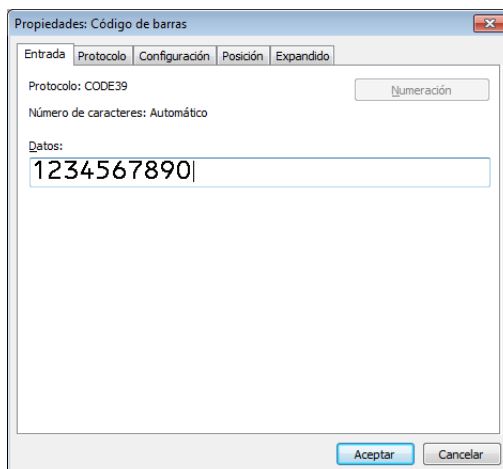 Propiedades: Código de barras
Entrada Protocolo Configuración Posición Expandido
Protocolo: CODE39 Numeración
Número de caracteres: Automático
Datos:
1234567890
Aceptar Cancelar